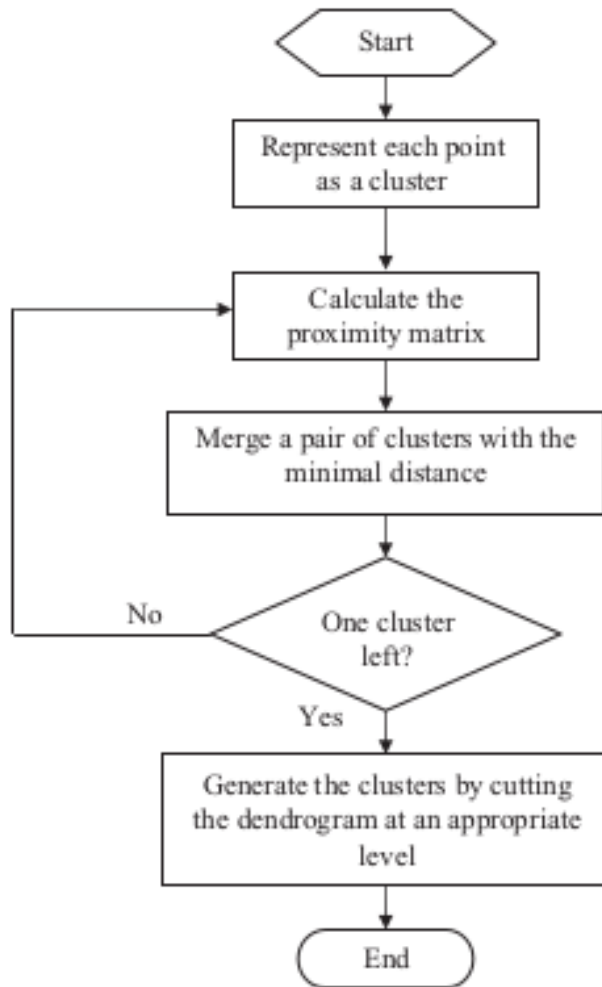 Start
Represent each point
as a cluster
Calculate the
proximity matrix
Merge a pair of clusters with the
minimal distance
No
One cluster
left?
Yes
Generate the clusters by cutting
the dendrogram at an appropriate
level
End